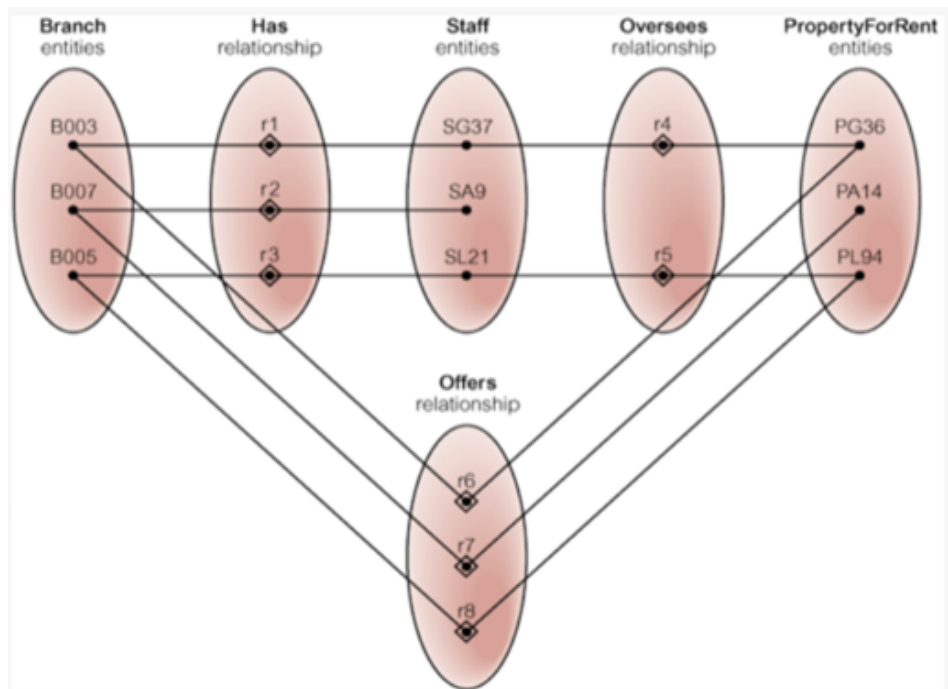 Branch
entities
Has
relationship
Staff
entities
Oversees
relationship
PropertyForRent
entities
B003
r1
SG37
r4
PG36
B007
r2
SA9
PA14
B005
r3
SL21
r5
PL94
Offers
relationship
r6
r7
r8